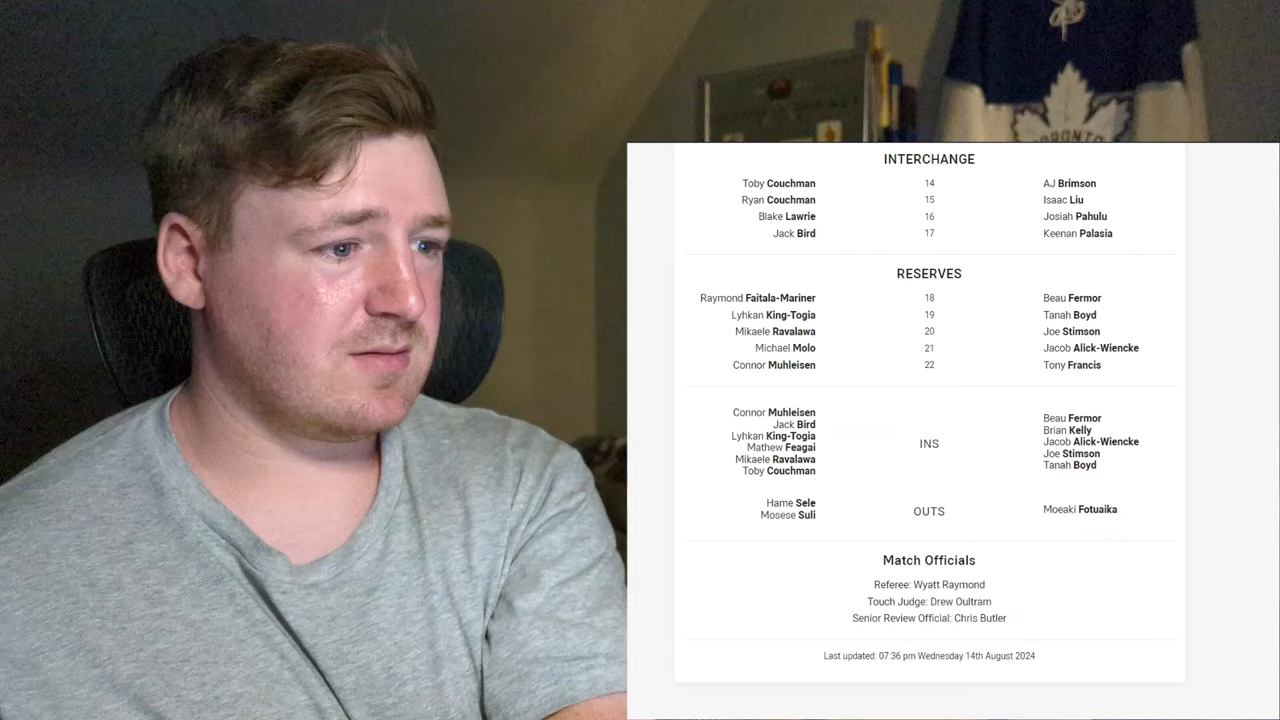 TORONTO
INTERCHANGE
Toby Couchman 14 AJ Brimson
Ryan Couchman 15 Isaac Liu
Blake Lawrie 16 Josiah Pahulu
Jack Bird 17 Keenan Palasia
RESERVES
Raymond Faitala-Mariner 18 Beau Fermor
Lyhkan King-Togia 19 Tanah Boyd
Mikaele Ravalawa 20 Joe Stimson
Michael Molo 21 Jacob Alick-Wiencke
Connor Muhleisen 22 Tony Francis
Connor Muhleisen
Jack Bird
Lyhkan King-Togia
Mathew Feagai
Mikaele Ravalawa
Toby Couchman
INS
Beau Fermor
Brian Kelly
Jacob Alick-Wiencke
Joe Stimson
Tanah Boyd
Hame Sele
Mosese Suli
OUTS
Moeaki Fotuaika
Match Officials
Referee: Wyatt Raymond
Touch Judge: Drew Oultram
Senior Review Official: Chris Butler
Last updated: 07:36 pm Wednesday 14th August 2024